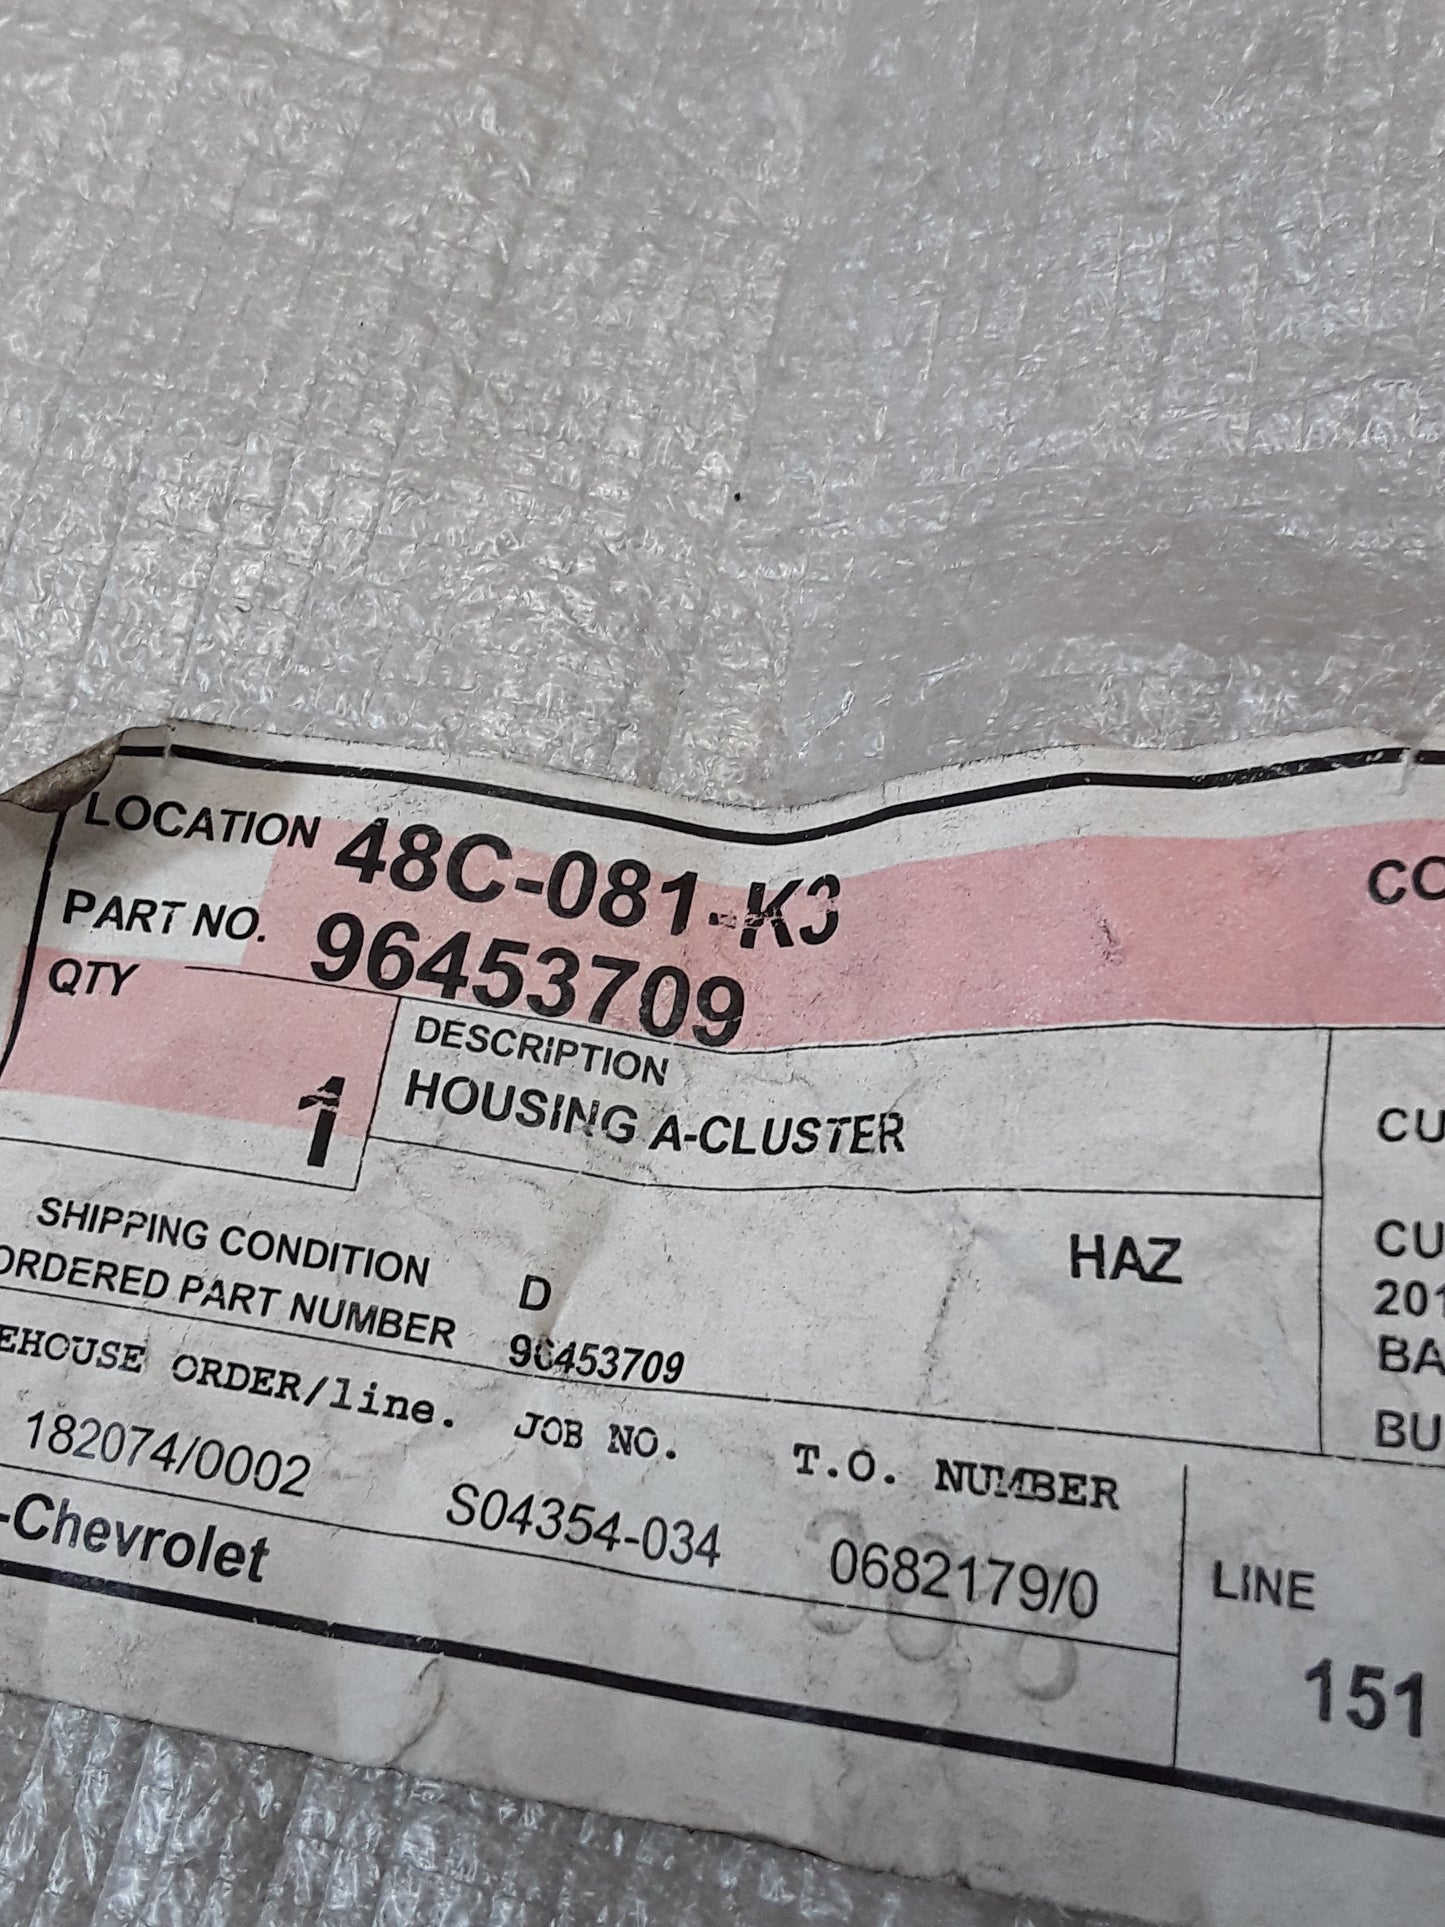 LOCATION 48C-081-K3
PART NO. 96453709
QTY
1
DESCRIPTION
HOUSING A-CLUSTER
SHIPPING CONDITION D
HAZ
ORDERED PART NUMBER 96453709
EHOUSE ORDER/line. JOB NO. T.O. NUMBER
182074/0002 S04354-034 0682179/0
-Chevrolet
LINE
151
CO
CU
CU
201
BA
BU